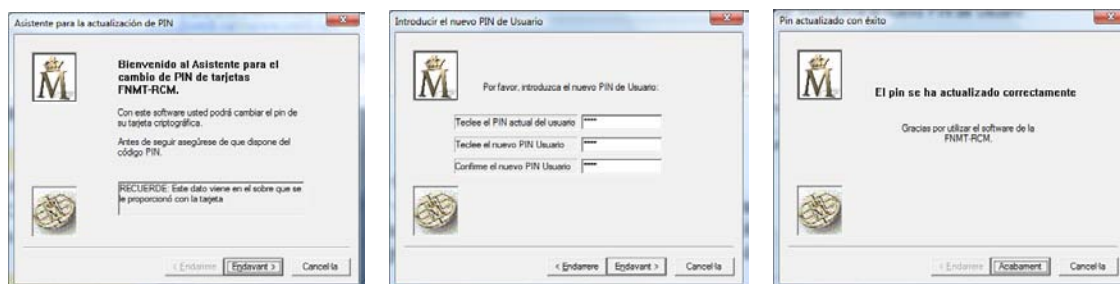 Asistente para la actualización de PIN
Bienvenido al Asistente para el
cambio de PIN de tarjetas
FNMT-RCM.
Con este software usted podrá cambiar el pin de
su tarjeta criptográfica.
Antes de seguir asegúrese de que dispone del
código PIN.
RECUERDE: Este dato viene en el sobre que se
le proporcionó con la tarjeta
< Endarrere
Endavant >
Cancel·la
Introducir el nuevo PIN de Usuario
Por favor, introduzca el nuevo PIN de Usuario:
Teclee el PIN actual del usuario ****
Teclee el nuevo PIN Usuario ****
Confirme el nuevo PIN Usuario ****
< Endarrere
Endavant >
Cancel·la
Pin actualizado con éxito
El pin se ha actualizado correctamente
Gracias por utilizar el software de la
FNMT-RCM.
< Endarrere
Acabament
Cancel·la